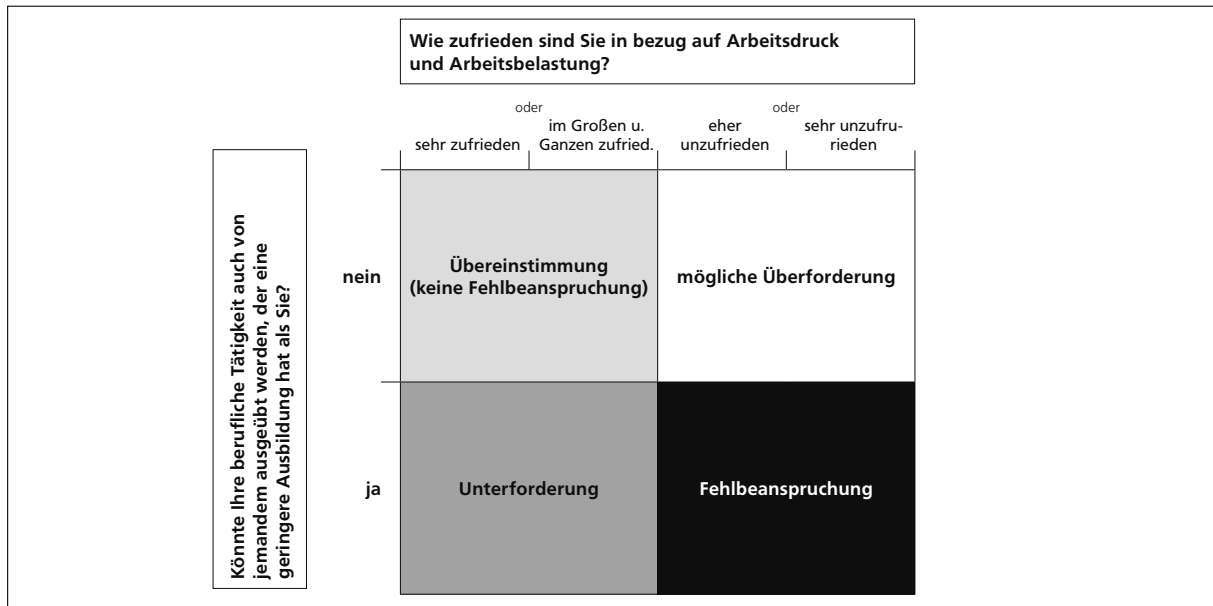 Wie zufrieden sind Sie in bezug auf Arbeitsdruck
und Arbeitsbelastung?
oder
oder
sehr zufrieden
im Großen u.
Ganzen zufried.
eher
unzufrieden
sehr unzufru-
rieden
Könnte Ihre berufliche Tätigkeit auch von
jemandem ausgeübt werden, der eine
geringere Ausbildung hat als Sie?
nein
Übereinstimmung
(keine Fehlbeanspruchung)
mögliche Überforderung
ja
Unterforderung
Fehlbeanspruchung